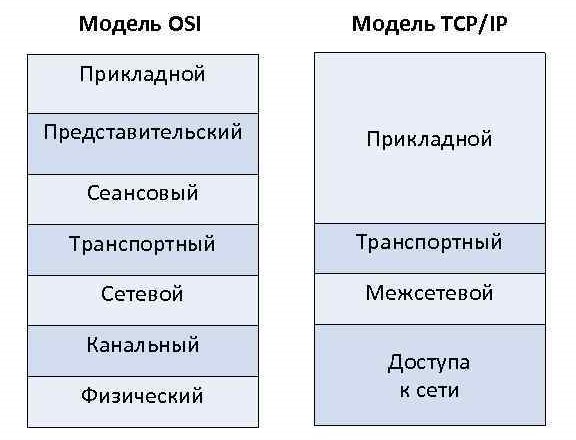 Модель OSI
Прикладной
Представительский
Сеансовый
Транспортный
Сетевой
Канальный
Физический
Модель TCP/IP
Прикладной
Транспортный
Межсетевой
Доступа
к сети